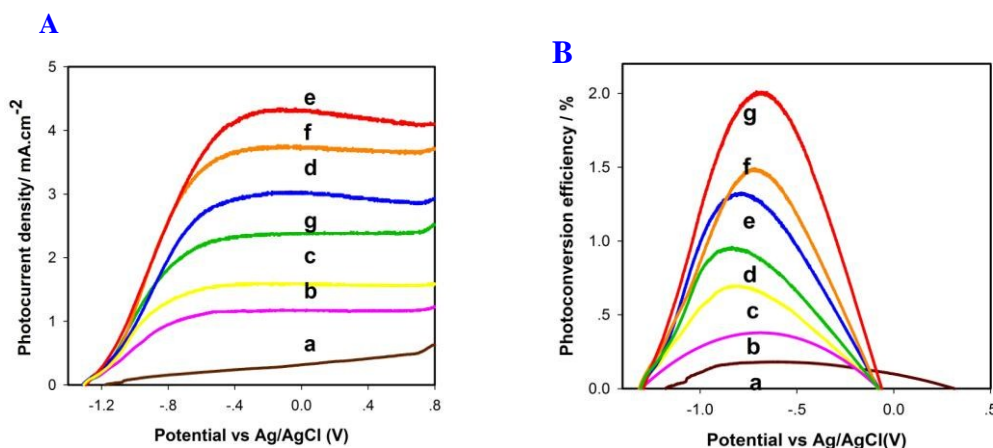 A
Photocurrent density/ mA.cm-2
5
4
3
2
1
0
e
f
d
g
c
b
a
-1.2
-.8
-.4
0.0
.4
.8
Potential vs Ag/AgCl (V)
B
Photoconversion efficiency / %
2.0
1.5
1.0
.5
0.0
g
f
e
d
c
b
a
-1.0
-.5
0.0
.5
Potential vs Ag/AgCl(V)